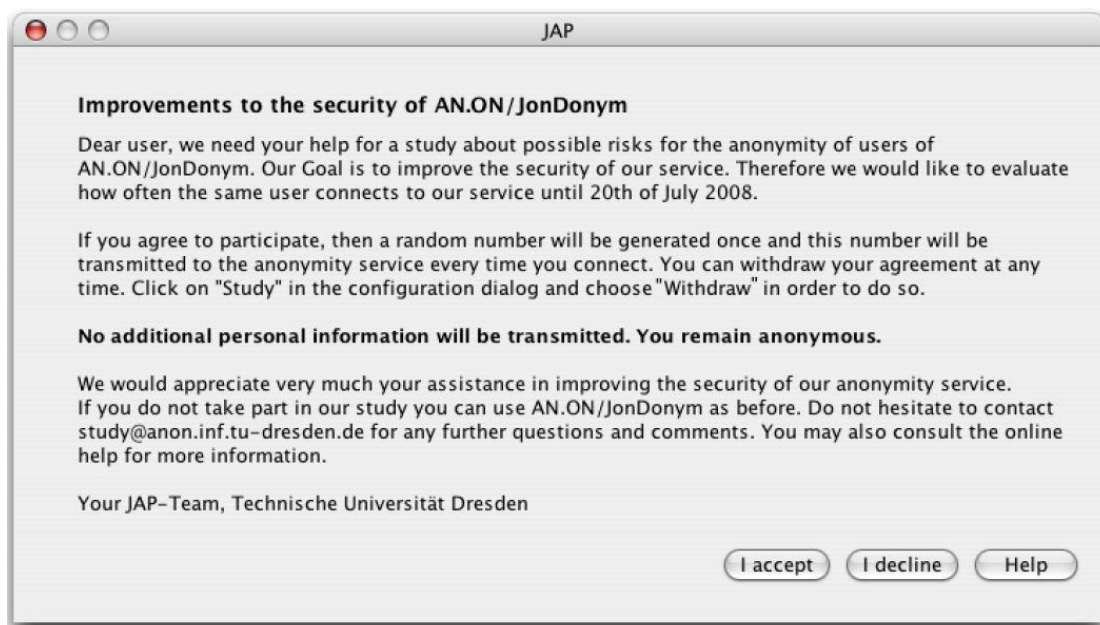 JAP
Improvements to the security of AN.ON/JonDonym
Dear user, we need your help for a study about possible risks for the anonymity of users of
AN.ON/JonDonym. Our Goal is to improve the security of our service. Therefore we would like to evaluate
how often the same user connects to our service until 20th of July 2008.
If you agree to participate, then a random number will be generated once and this number will be
transmitted to the anonymity service every time you connect. You can withdraw your agreement at any
time. Click on "Study" in the configuration dialog and choose "Withdraw" in order to do so.
No additional personal information will be transmitted. You remain anonymous.
We would appreciate very much your assistance in improving the security of our anonymity service.
If you do not take part in our study you can use AN.ON/JonDonym as before. Do not hesitate to contact
study@anon.inf.tu-dresden.de for any further questions and comments. You may also consult the online
help for more information.
Your JAP-Team, Technische Universität Dresden
I accept I decline Help